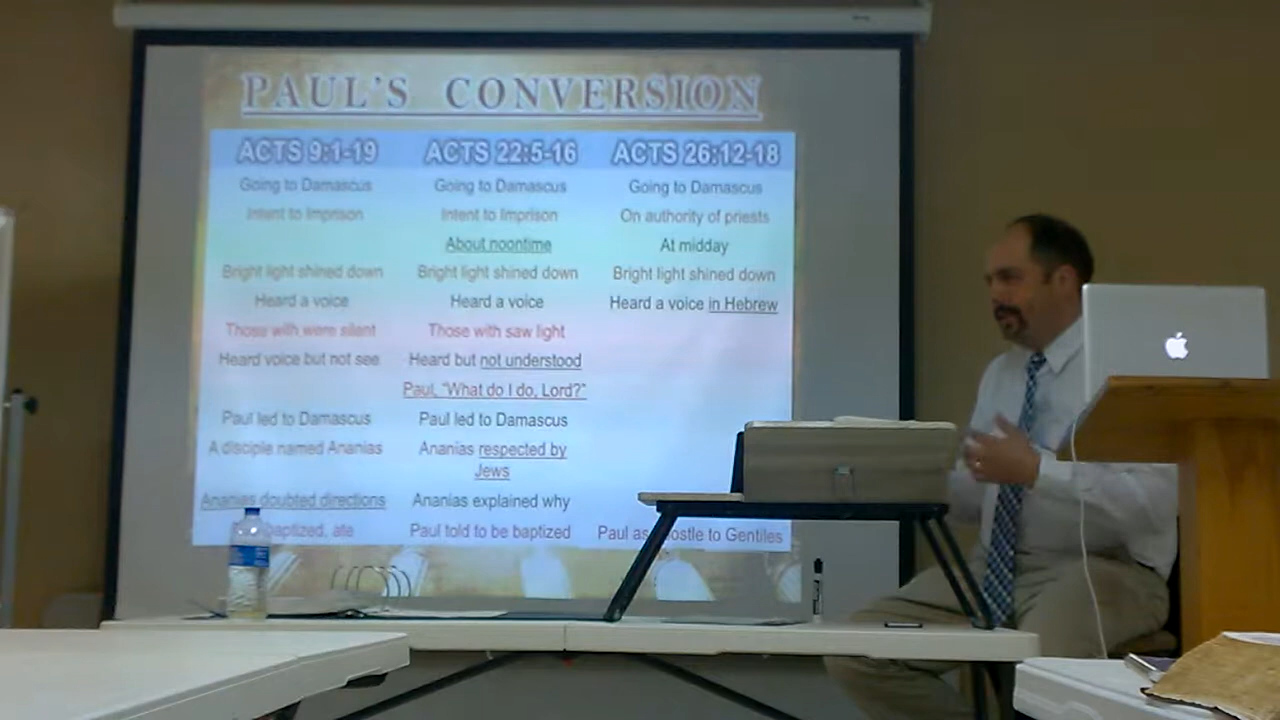 PAUL'S CONVERSION
ACTS 9:1-19 ACTS 22:5-16 ACTS 26:12-18
Going to Damascus Going to Damascus Going to Damascus
Intent to Imprison Intent to Imprison On authority of priests
About noontime At midday
Bright light shined down Bright light shined down Bright light shined down
Heard a voice Heard a voice Heard a voice in Hebrew
Those with were silent Those with saw light
Heard voice but not see Heard but not understood
Paul, "What do I do, Lord?"
Paul led to Damascus Paul led to Damascus
A disciple named Ananias Ananias respected by
Jews
Ananias doubted directions Ananias explained why
baptized, ate Paul told to be baptized Paul as to Gentiles